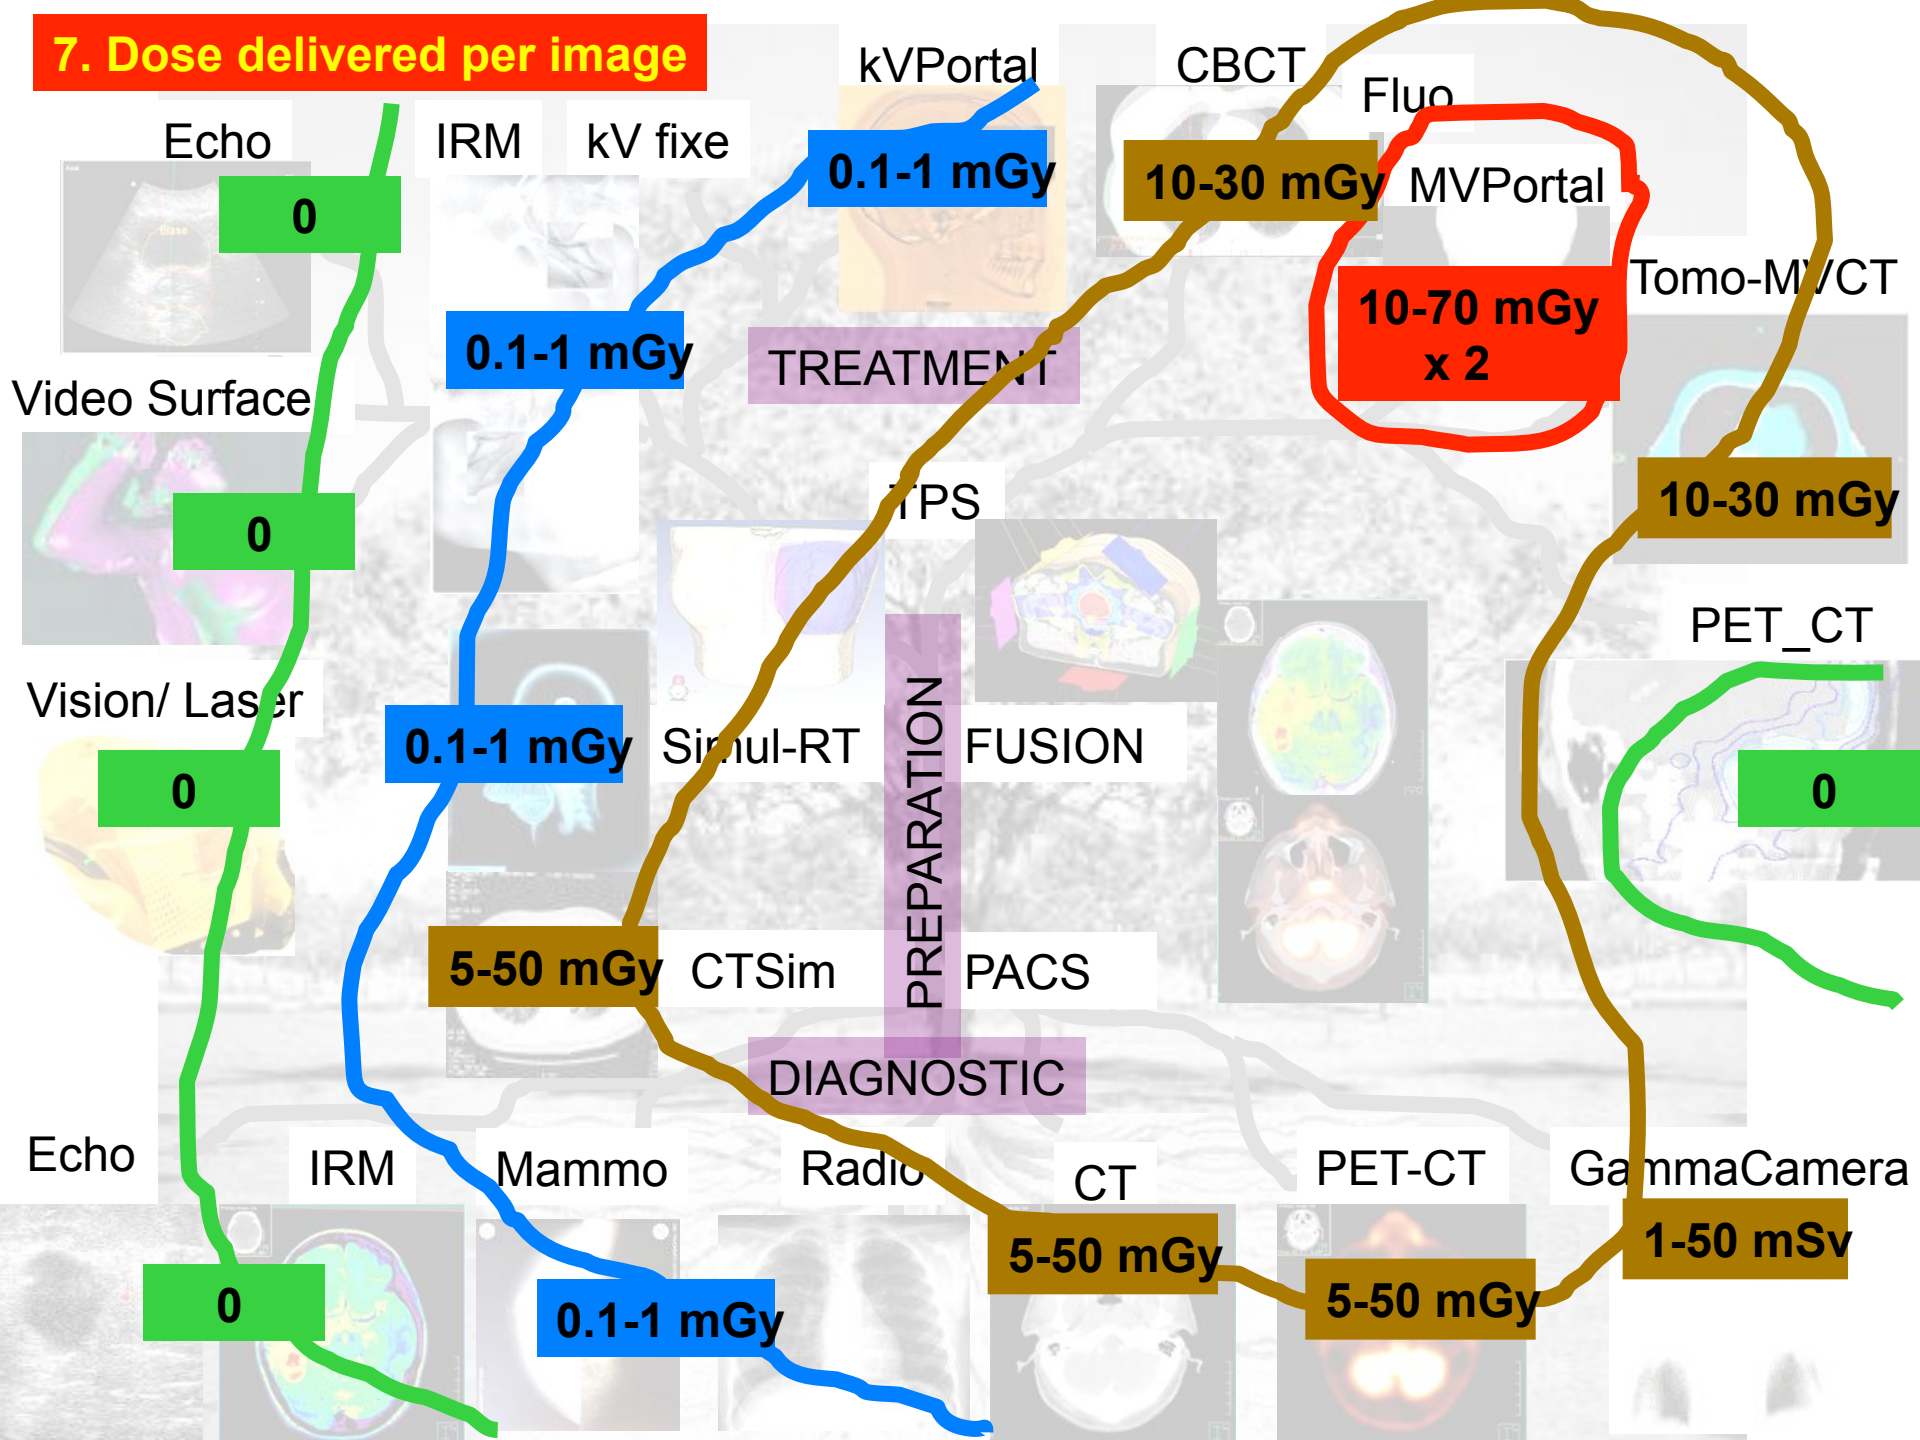 7. Dose delivered per image
kVPortal
CBCT
Fluo
Echo
IRM
kV fixe
0.1-1 mGy
10-30 mGy
MVPortal
0
Tomo-MVCT
10-70 mGy
x 2
0.1-1 mGy
TREATMENT
Video Surface
TPS
10-30 mGy
0
PET_CT
Vision/ Laser
0.1-1 mGy
Simul-RT
PREPARATION
FUSION
0
0
5-50 mGy
CTSim
PACS
DIAGNOSTIC
Echo
IRM
Mammo
Radio
CT
PET-CT
GammaCamera
5-50 mGy
1-50 mSv
0
0.1-1 mGy
5-50 mGy